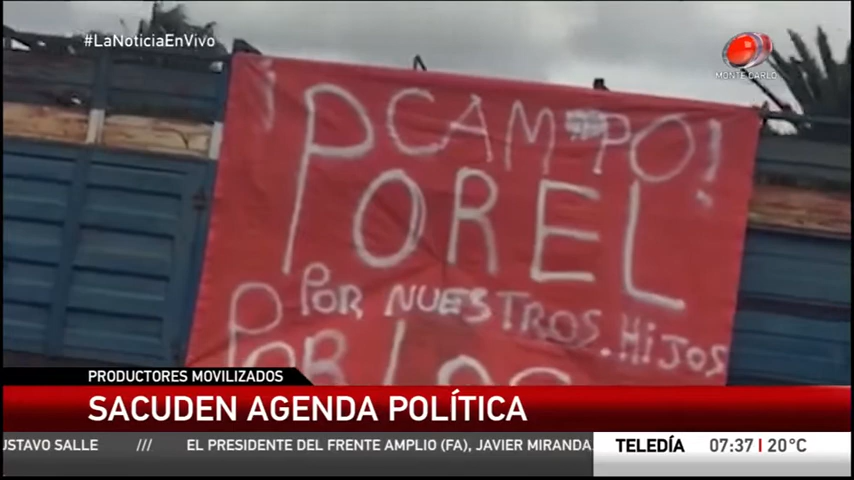 #LaNoticiaEnVivo
MONTE CARLO
¡ CAMPO!
POR EL
POR NUESTROS. HIJOS
POR LOS
PRODUCTORES MOVILIZADOS
SACUDEN AGENDA POLÍTICA
USTAVO SALLE /// EL PRESIDENTE DEL FRENTE AMPLIO (FA), JAVIER MIRANDA
TELEDÍA 07:37 | 20°C